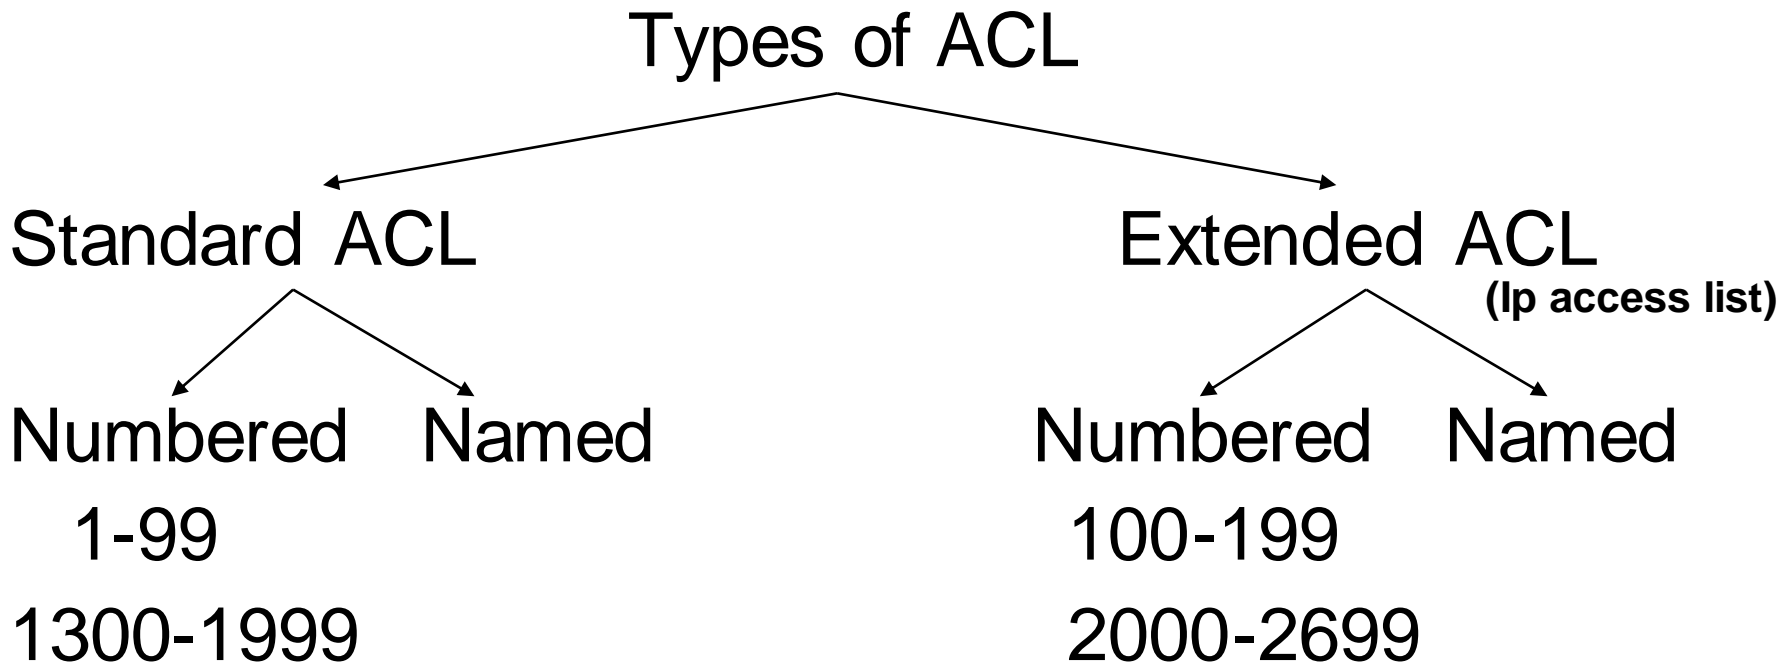 Types of ACL
Standard ACL
Extended ACL
(Ip access list)
Numbered
Named
Numbered
Named
1-99
100-199
1300-1999
2000-2699